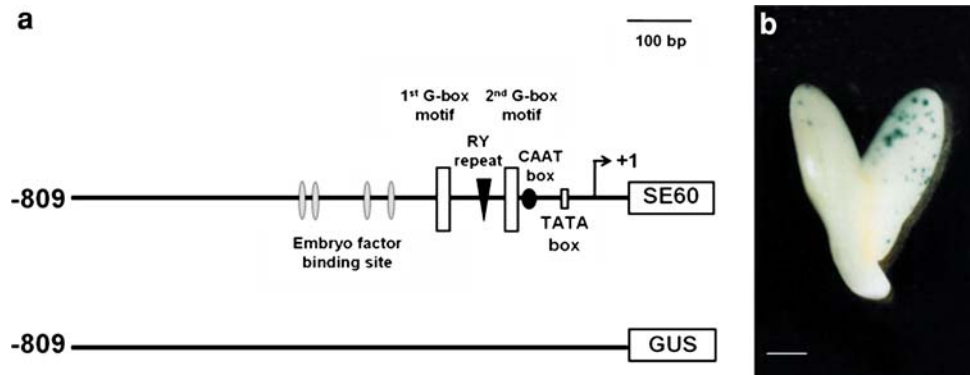 a
100 bp
1st G-box
motif
2nd G-box
motif
RY
repeat
CAAT
box
+1
-809
SE60
TATA
box
Embryo factor
binding site
-809
GUS
b